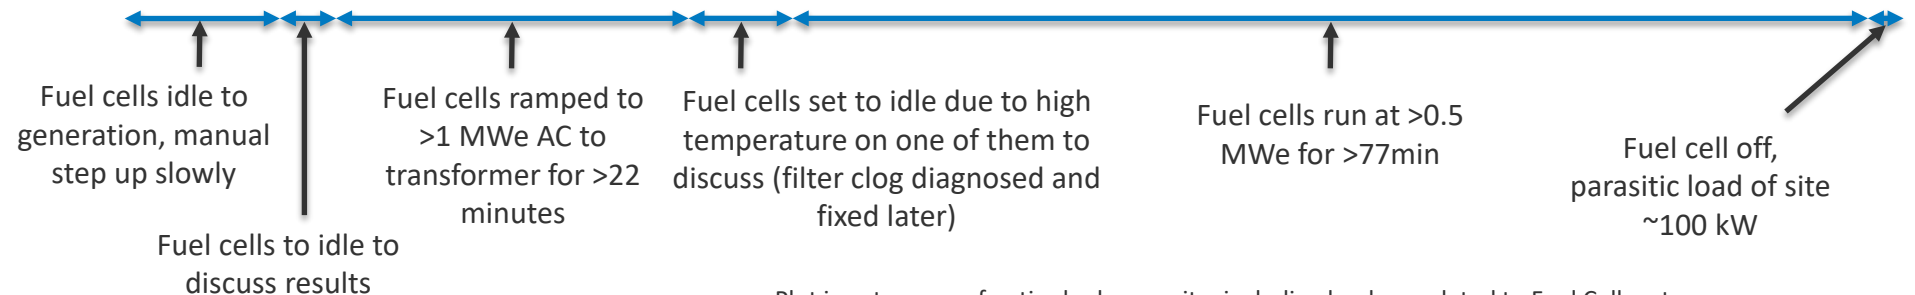 Fuel cells idle to
generation, manual
step up slowly
Fuel cells to idle to
discuss results
Fuel cells ramped to
>1 MWe AC to
transformer for >22
minutes
Fuel cells set to idle due to high
temperature on one of them to
discuss (filter clog diagnosed and
fixed later)
Fuel cells run at >0.5
MWe for >77min
Fuel cell off,
parasitic load of site
~100 kW